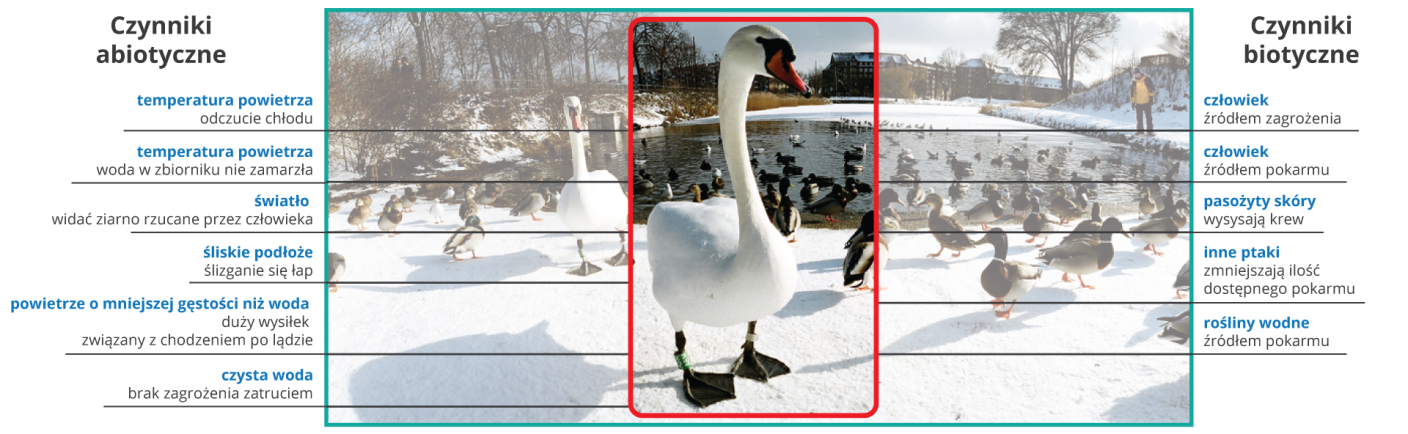 Czynniki
abiotyczne
temperatura powietrza
odczucie chłodu
temperatura powietrza
woda w zbiorniku nie zamarzła
światło
widać ziarno rzucane przez człowieka
śliskie podłoże
ślizganie się łap
powietrze o mniejszej gęstości niż woda
duży wysiłek
związany z chodzeniem po lądzie
czysta woda
brak zagrożenia zatruciem
Czynniki
biotyczne
człowiek
źródłem zagrożenia
człowiek
źródłem pokarmu
pasożyty skóry
wysysają krew
inne ptaki
zmniejszają ilość
dostępnego pokarmu
rośliny wodne
źródłem pokarmu